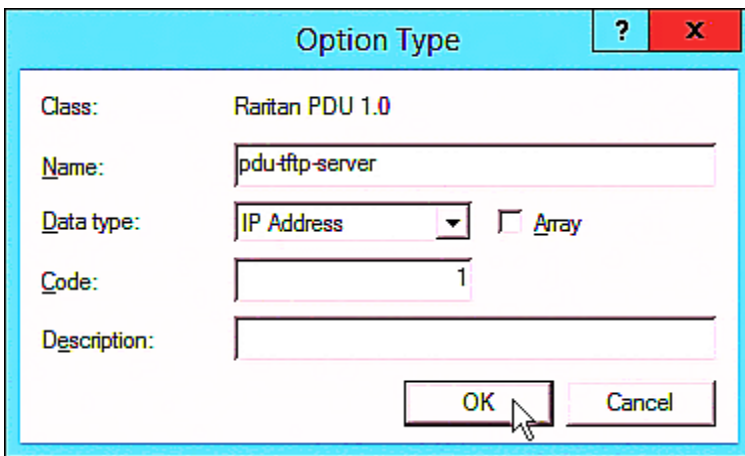 Option Type ? x
Class: Raritan PDU 1.0
Name: pdu-tftp-server
Data type: IP Address Array
Code: 1
Description:
OK Cancel